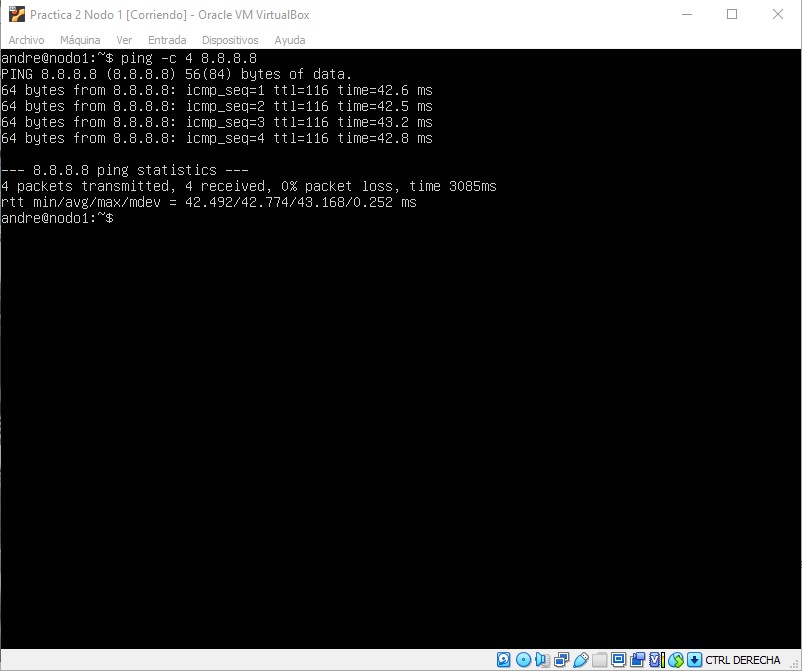 Practica 2 Nodo 1 [Corriendo] - Oracle VM VirtualBox
Archivo Máquina Ver Entrada Dispositivos Ayuda
andre@nodo1:~$ ping -c 4 8.8.8.8
PING 8.8.8.8 (8.8.8.8) 56(84) bytes of data.
64 bytes from 8.8.8.8: icmp_seq=1 ttl=116 time=42.6 ms
64 bytes from 8.8.8.8: icmp_seq=2 ttl=116 time=42.5 ms
64 bytes from 8.8.8.8: icmp_seq=3 ttl=116 time=43.2 ms
64 bytes from 8.8.8.8: icmp_seq=4 ttl=116 time=42.8 ms
--- 8.8.8.8 ping statistics ---
4 packets transmitted, 4 received, 0% packet loss, time 3085ms
rtt min/avg/max/mdev = 42.492/42.774/43.168/0.252 ms
andre@nodo1:~$
CTRL DERECHA